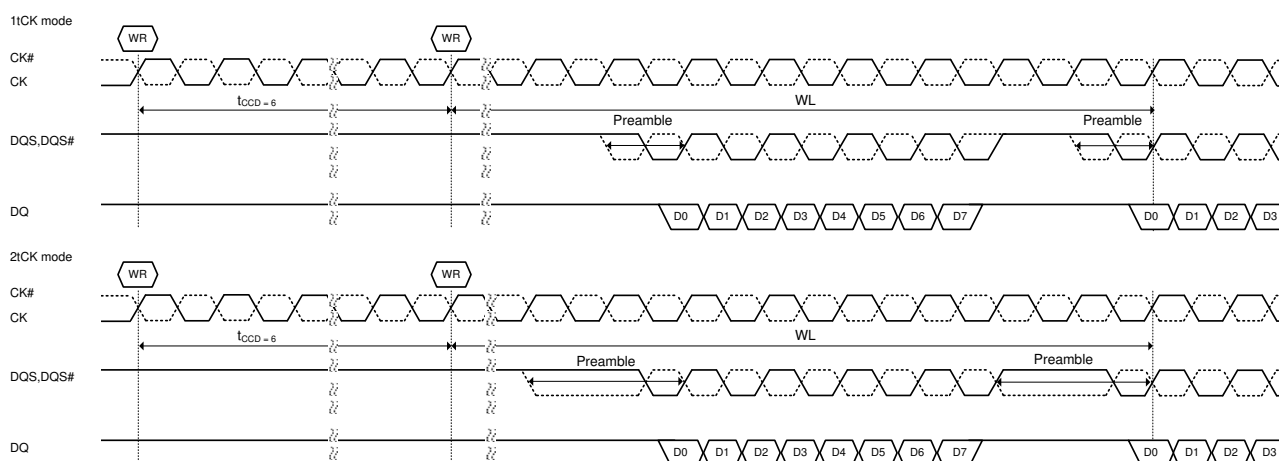 1tCK mode
WR WR
CK#
CK
tCCD = 6 WL
Preamble Preamble
DQS,DQS#
DQ D0 D1 D2 D3 D4 D5 D6 D7 D0 D1 D2 D3
2tCK mode
WR WR
CK#
CK
tCCD = 6 WL
Preamble Preamble
DQS,DQS#
DQ D0 D1 D2 D3 D4 D5 D6 D7 D0 D1 D2 D3